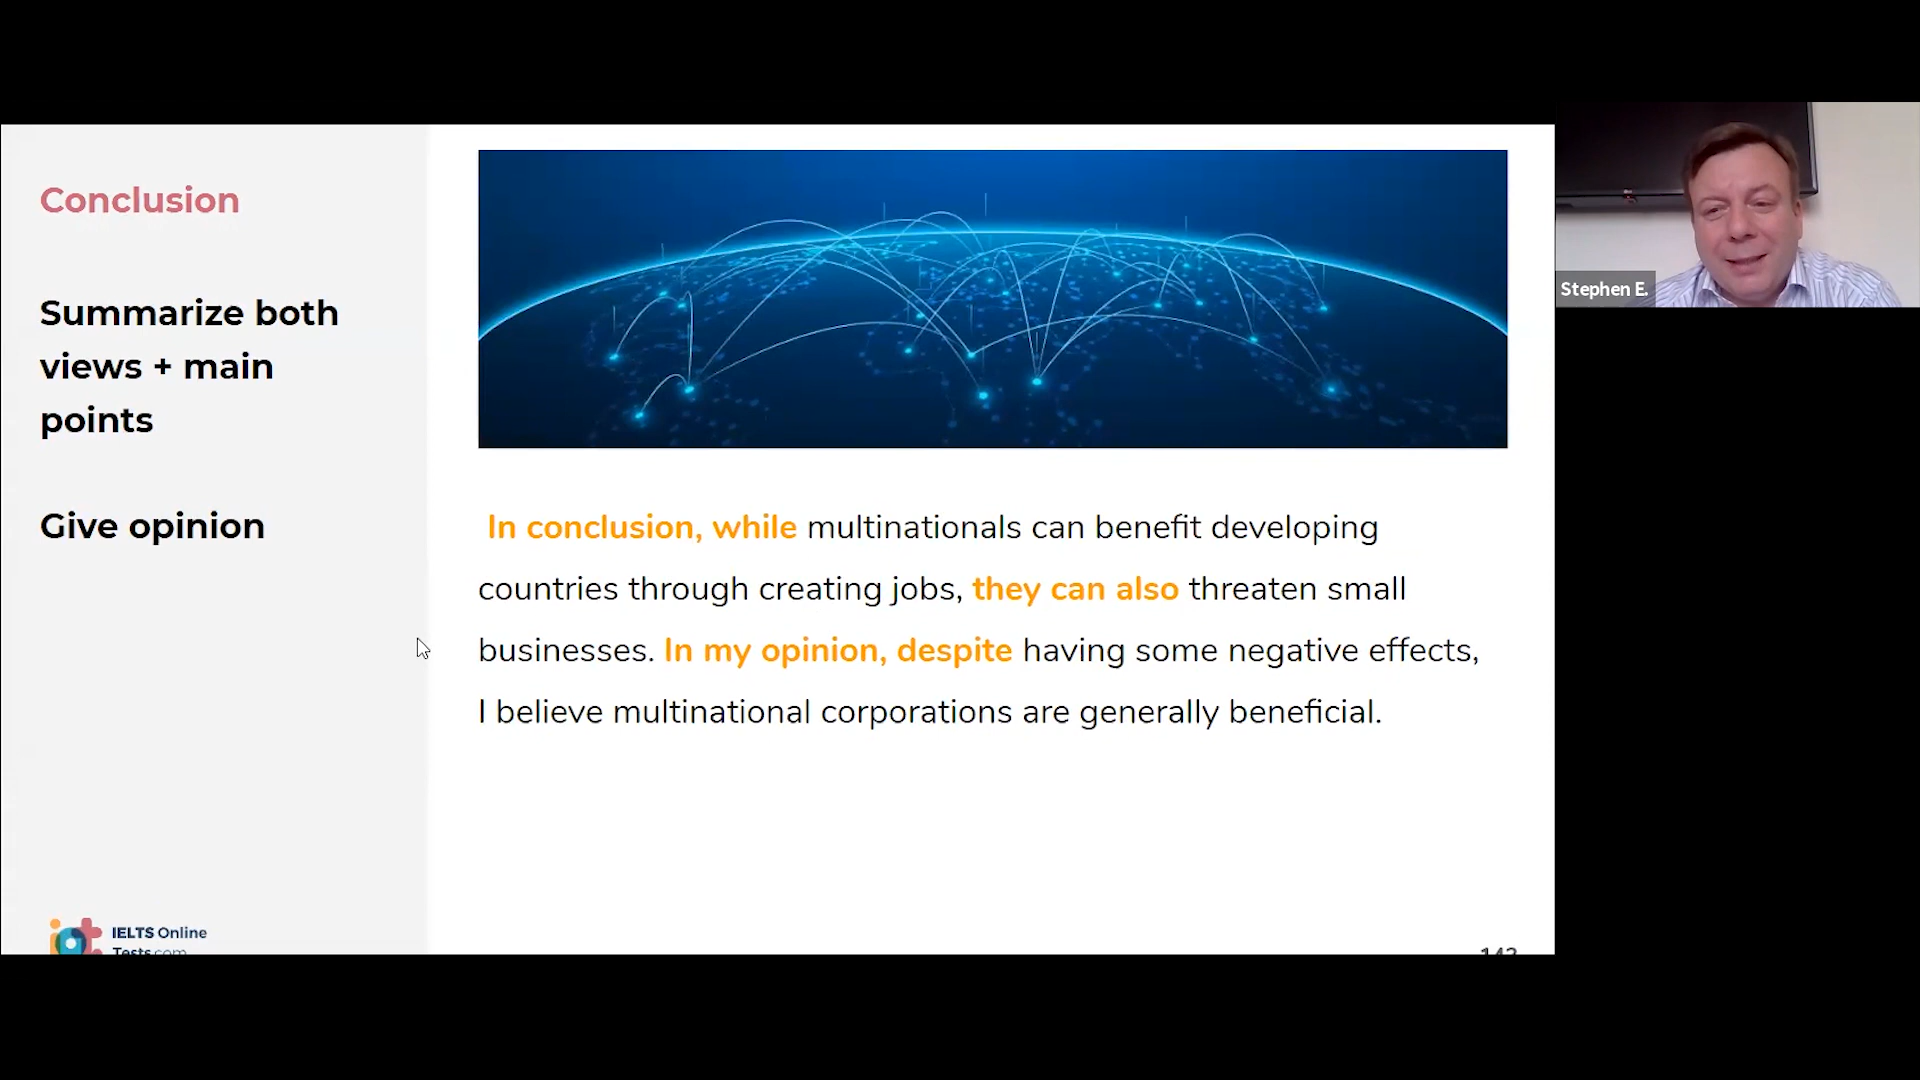 Conclusion
Summarize both
views + main
points
Give opinion
In conclusion, while multinationals can benefit developing
countries through creating jobs, they can also threaten small
businesses. In my opinion, despite having some negative effects,
I believe multinational corporations are generally beneficial.
Stephen E.
IELTS Online
Tests.com